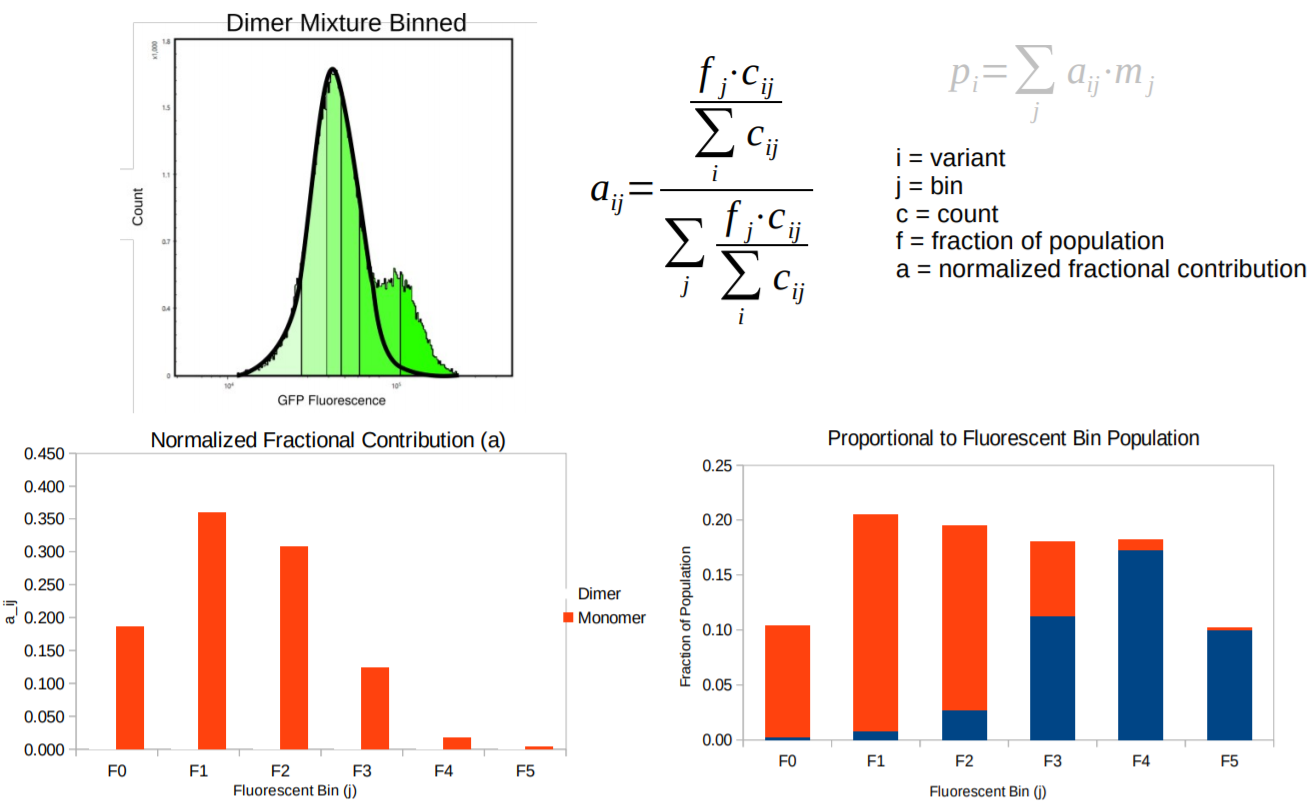 Dimer Mixture Binned
x1,000
1.8
1.5
1.1
0.7
0.4
0
Count
10⁴
10⁵
GFP Fluorescence
a_ij = (f_j·c_ij / ∑_i c_ij) / (∑_j f_j·c_ij / ∑_i c_ij)
p_i = ∑_j a_ij·m_j
i = variant
j = bin
c = count
f = fraction of population
a = normalized fractional contribution
Normalized Fractional Contribution (a)
0.450
0.400
0.350
0.300
0.250
0.200
0.150
0.100
0.050
0.000
a_ij
F0 F1 F2 F3 F4 F5
Fluorescent Bin (j)
Dimer
Monomer
Proportional to Fluorescent Bin Population
0.25
0.20
0.15
0.10
0.05
0.00
Fraction of Population
F0 F1 F2 F3 F4 F5
Fluorescent Bin (j)